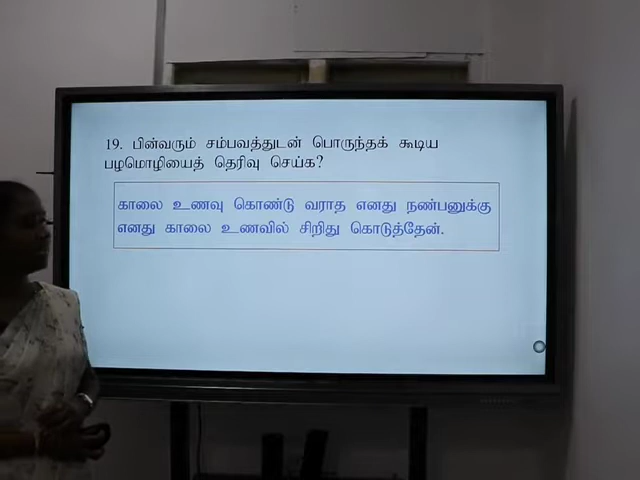 19. பின்வரும் சம்பவத்துடன் பொருந்தக் கூடிய
பழமொழியைத் தெரிவு செய்க?
காலை உணவு கொண்டு வராத எனது நண்பனுக்கு
எனது காலை உணவில் சிறிது கொடுத்தேன்.